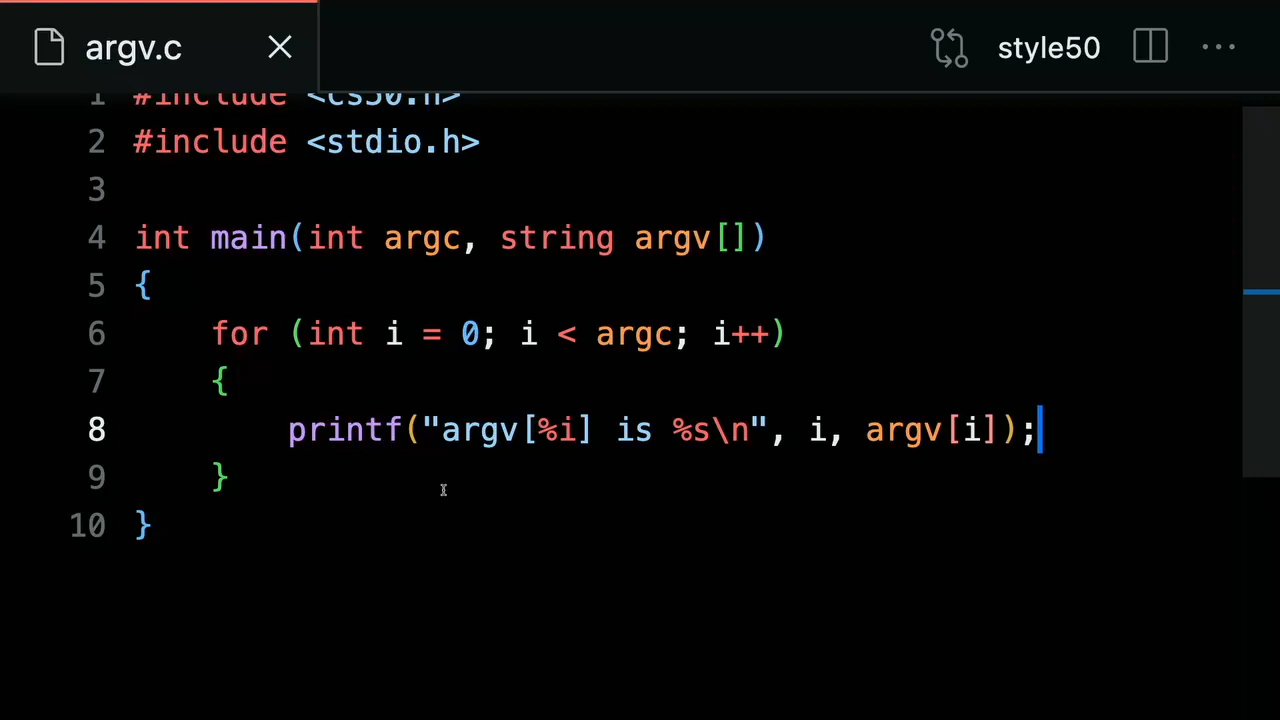 argv.c
style50
1 #include <cs50.h>
2 #include <stdio.h>
3
4 int main(int argc, string argv[])
5 {
6     for (int i = 0; i < argc; i++)
7     {
8         printf("argv[%i] is %s\n", i, argv[i]);
9     }
10 }